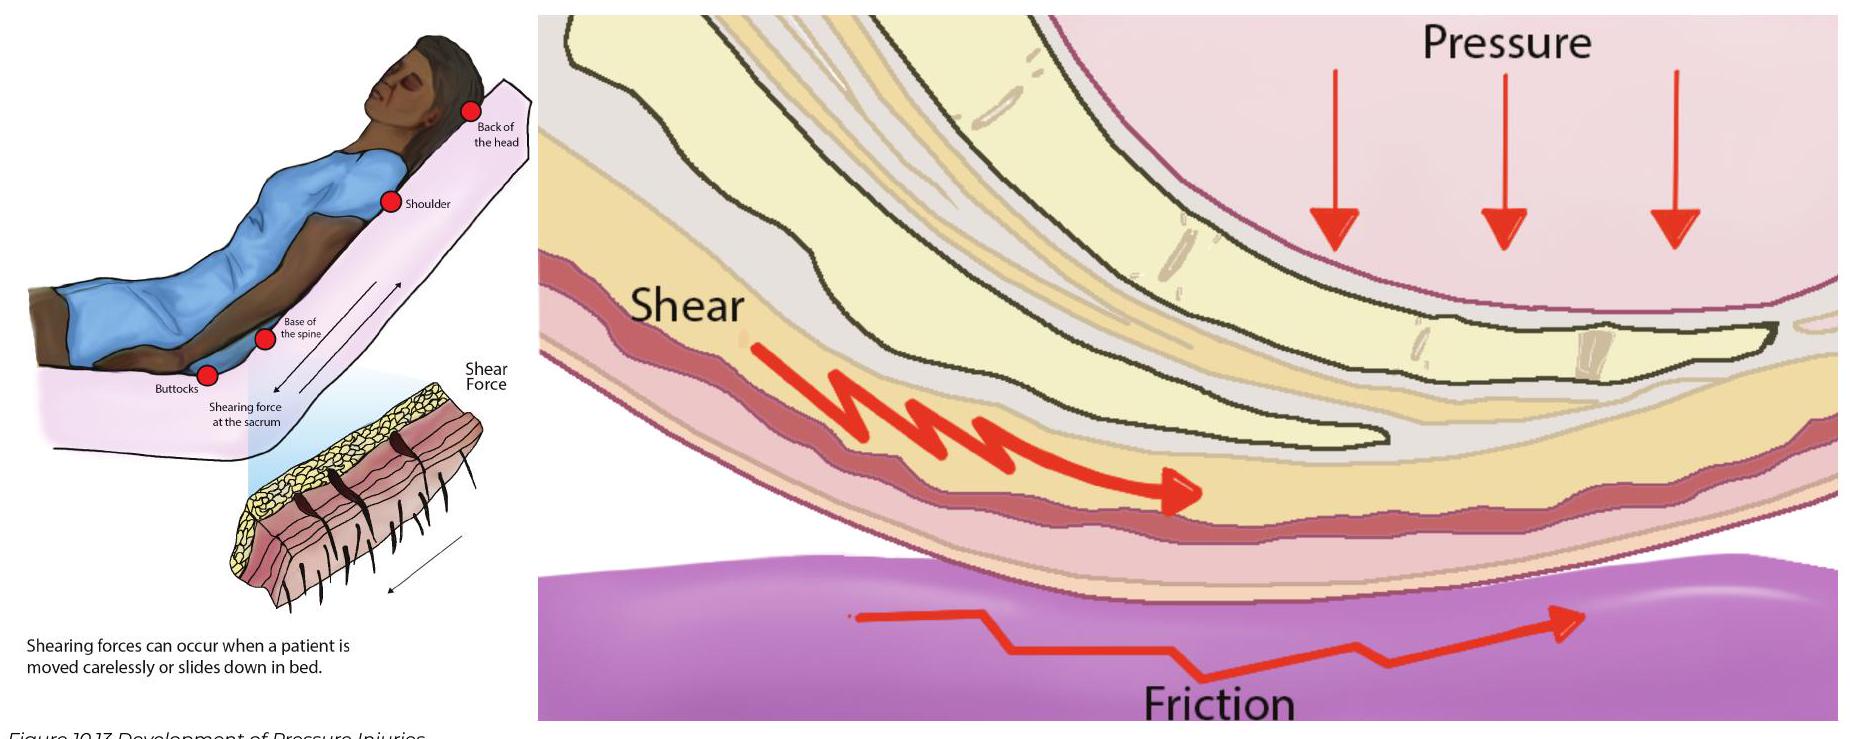 Back of
the head
Shoulder
Base of
the spine
Buttocks
Shearing force
at the sacrum
Shear
Force
Shearing forces can occur when a patient is
moved carelessly or slides down in bed.
Pressure
Shear
Friction
Figure 10.13 Development of Pressure Injuries